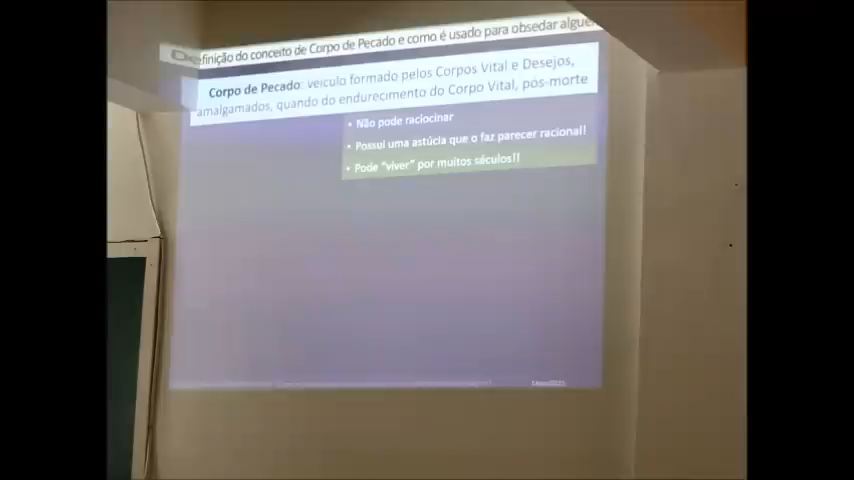 Definição do conceito de Corpo de Pecado e como é usado para obsedar alguém
Corpo de Pecado: veículo formado pelos Corpos Vital e Desejos,
amalgamados, quando do endurecimento do Corpo Vital, pós-morte
• Não pode raciocinar
• Possui uma astúcia que o faz parecer racional!
• Pode "viver" por muitos séculos!!